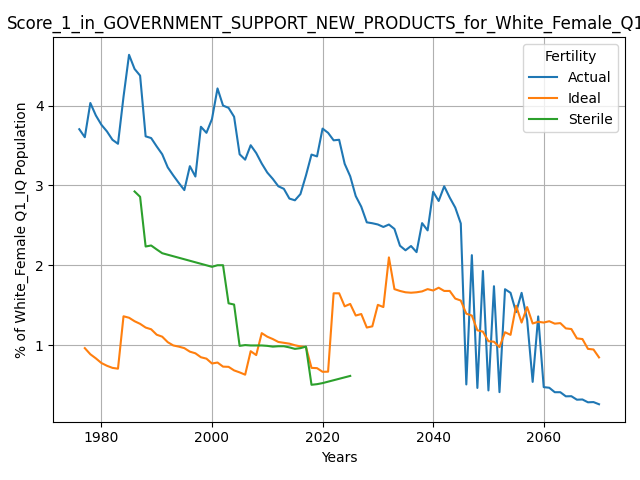 Score_1_in_GOVERNMENT_SUPPORT_NEW_PRODUCTS_for_White_Female_Q1
Fertility
Actual
Ideal
Sterile
% of White_Female Q1_IQ Population
4
3
2
1
1980 2000 2020 2040 2060
Years